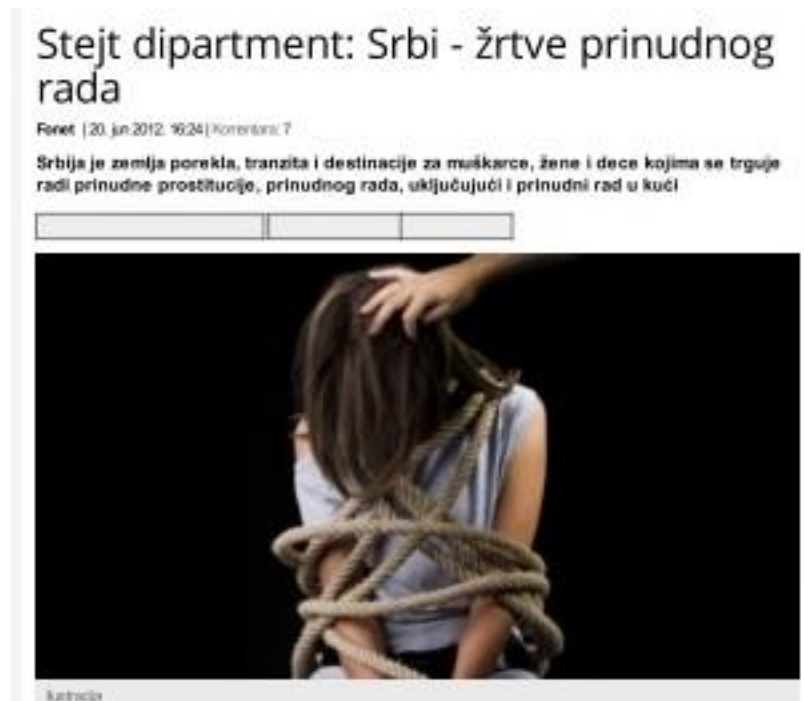 Stejt dipartment: Srbi - žrtve prinudnog
rada
Fonet | 20. jun 2012. 16:24 | Komentara: 7
Srbija je zemlja porekla, tranzita i destinacije za muškarce, žene i dece kojima se trguje
radi prinudne prostitucije, prinudnog rada, uključujući i prinudni rad u kući
Ilustracija